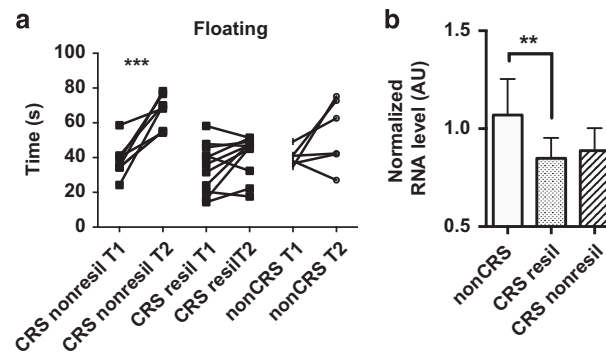 a
Floating
***
100
80
60
40
20
0
Time (s)
CRS nonresil T1
CRS nonresil T2
CRS resil T1
CRS resilT2
nonCRS T1
nonCRS T2
b
**
1.5
1.0
0.5
Normalized
RNA level (AU)
nonCRS
CRS resil
CRS nonresil